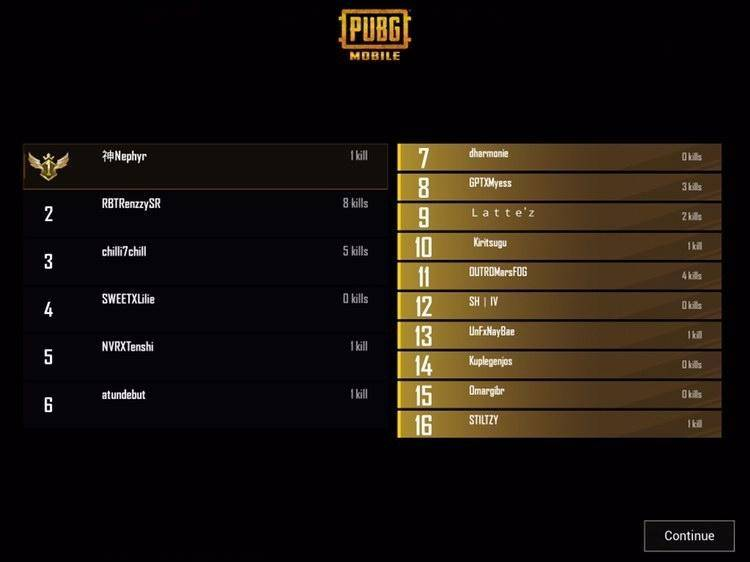 PUBG
MOBILE
神Nephyr 1 kill
2 RBTRenzzySR 8 kills
3 chilli7chill 5 kills
4 SWEETXLilie 0 kills
5 NVRXTenshi 1 kill
6 atundebut 1 kill
7 dharmonie 0 kills
8 GPTXMyess 3 kills
9 Latte'z 2 kills
10 Kiritsugu 1 kill
11 OUTROMarsFOG 4 kills
12 SH | IV 0 kills
13 UnFxNayBae 1 kill
14 Kuplegenjos 0 kills
15 Omargibr 0 kills
16 STILTZY 1 kill
Continue